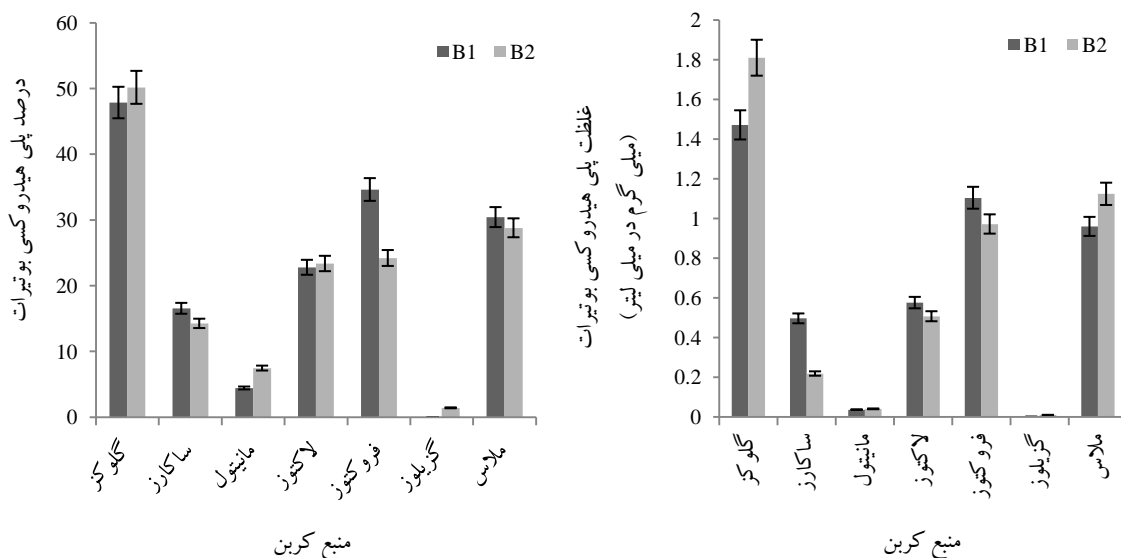 درصد پلی هیدروکسی بوتیرات
60
50
40
30
20
10
0
B1 B2
گلوکز
ساکارز
مانیتول
لاکتوز
فروکتوز
گزیلوز
ملاس
منبع کربن
غلظت پلی هیدروکسی بوتیرات
(میلی گرم در میلی لیتر)
2
1.8
1.6
1.4
1.2
1
0.8
0.6
0.4
0.2
0
B1 B2
گلوکز
ساکارز
مانیتول
لاکتوز
فروکتوز
گزیلوز
ملاس
منبع کربن